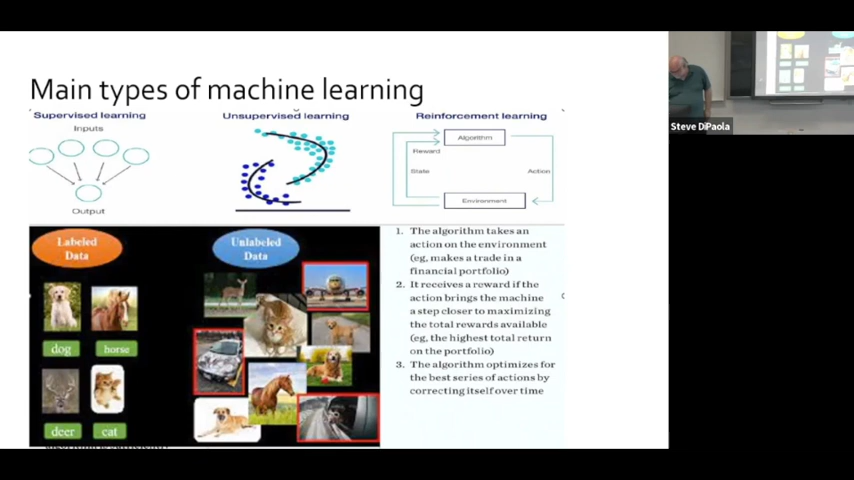 Main types of machine learning
Supervised learning
Inputs
Output
Unsupervised learning
Reinforcement learning
Algorithm
Reward
State
Action
Environment
Labeled
Data
dog
horse
deer
cat
Unlabeled
Data
1. The algorithm takes an
action on the environment
(eg, makes a trade in a
financial portfolio)
2. It receives a reward if the
action brings the machine
a step closer to maximizing
the total rewards available
(eg, the highest total return
on the portfolio)
3. The algorithm optimizes for
the best series of actions by
correcting itself over time
Steve DiPaola